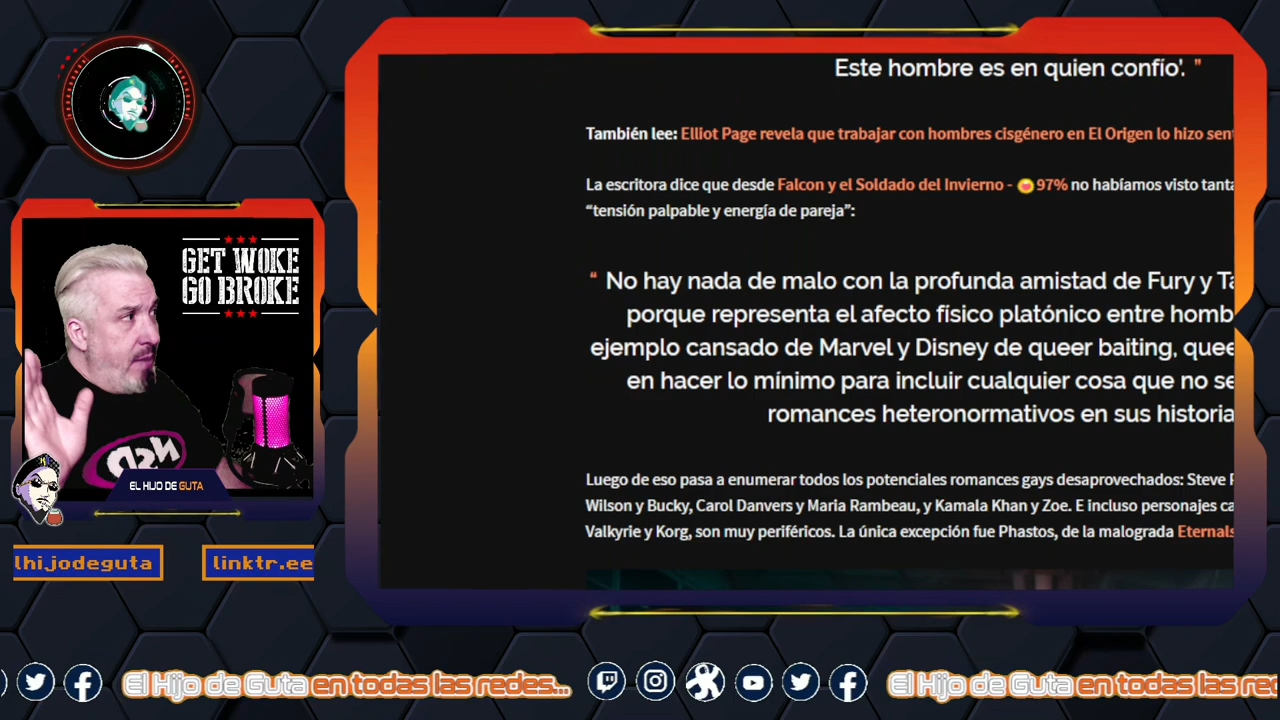 Este hombre es en quien confío'. ”
También lee: Elliot Page revela que trabajar con hombres cisgénero en El Origen lo hizo sent
La escritora dice que desde Falcon y el Soldado del Invierno - 97% no habíamos visto tanta
“tensión palpable y energía de pareja”:
“ No hay nada de malo con la profunda amistad de Fury y Ta
porque representa el afecto físico platónico entre homb
ejemplo cansado de Marvel y Disney de queer baiting, quee
en hacer lo mínimo para incluir cualquier cosa que no se
romances heteronormativos en sus historia
Luego de eso pasa a enumerar todos los potenciales romances gays desaprovechados: Steve R
Wilson y Bucky, Carol Danvers y Maria Rambeau, y Kamala Khan y Zoe. E incluso personajes ca
Valkyrie y Korg, son muy periféricos. La única excepción fue Phastos, de la malograda Eternals
GET WOKE
GO BROKE
EL HIJO DE GUTA
lhijodeguta
linktr.ee
El Hijo de Guta en todas las redes...
El Hijo de Guta en todas las red